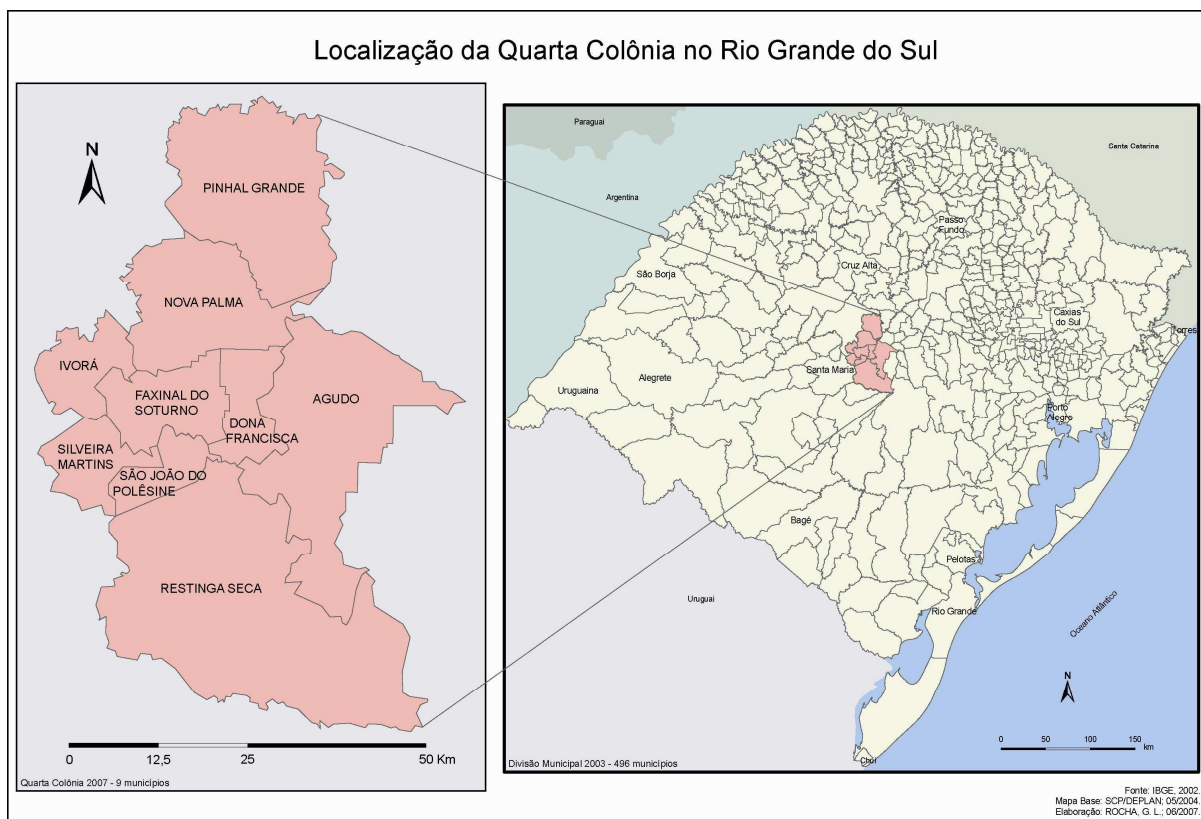 Localização da Quarta Colônia no Rio Grande do Sul
N
PINHAL GRANDE
NOVA PALMA
IVORÁ
FAXINAL DO
SOTURNO
AGUDO
DONA
FRANCISCA
SILVEIRA
MARTINS
SÃO JOÃO DO
POLÊSINE
RESTINGA SECA
0 12,5 25 50 Km
Quarta Colônia 2007 - 9 municípios
Paraguai
Santa Catarina
Argentina
Passo
Fundo
Cruz Alta
São Borja
Caxias
do Sul
Torres
Santa Maria
Alegrete
Uruguaina
Porto
Alegre
Bagé
Pelotas
Uruguai
Rio Grande
Oceano Atlântico
N
0 50 100 150
km
Chuí
Divisão Municipal 2003 - 496 municípios
Fonte: IBGE, 2002.
Mapa Base: SCP/DEPLAN; 05/2004.
Elaboração: ROCHA, G. L.; 06/2007.